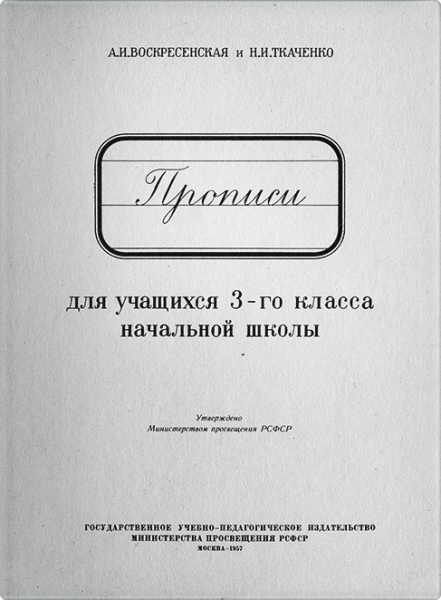 А.И.ВОСКРЕСЕНСКАЯ и Н.И.ТКАЧЕНКО
Прописи
для учащихся 3-го класса
начальной школы
Утверждено
Министерством просвещения РСФСР
ГОСУДАРСТВЕННОЕ УЧЕБНО-ПЕДАГОГИЧЕСКОЕ ИЗДАТЕЛЬСТВО
МИНИСТЕРСТВА ПРОСВЕЩЕНИЯ РСФСР
МОСКВА-1957